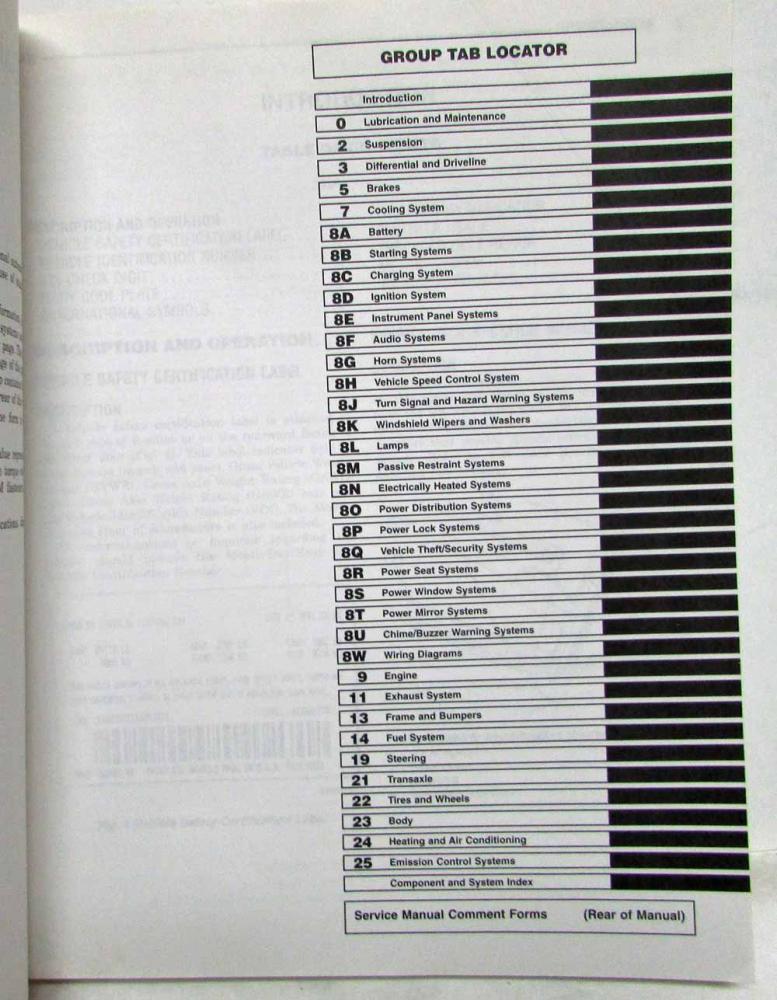 GROUP TAB LOCATOR
Introduction
0 Lubrication and Maintenance
2 Suspension
3 Differential and Driveline
5 Brakes
7 Cooling System
8A Battery
8B Starting Systems
8C Charging System
8D Ignition System
8E Instrument Panel Systems
8F Audio Systems
8G Horn Systems
8H Vehicle Speed Control System
8J Turn Signal and Hazard Warning Systems
8K Windshield Wipers and Washers
8L Lamps
8M Passive Restraint Systems
8N Electrically Heated Systems
8O Power Distribution Systems
8P Power Lock Systems
8Q Vehicle Theft/Security Systems
8R Power Seat Systems
8S Power Window Systems
8T Power Mirror Systems
8U Chime/Buzzer Warning Systems
8W Wiring Diagrams
9 Engine
11 Exhaust System
13 Frame and Bumpers
14 Fuel System
19 Steering
21 Transaxle
22 Tires and Wheels
23 Body
24 Heating and Air Conditioning
25 Emission Control Systems
Component and System Index
Service Manual Comment Forms (Rear of Manual)